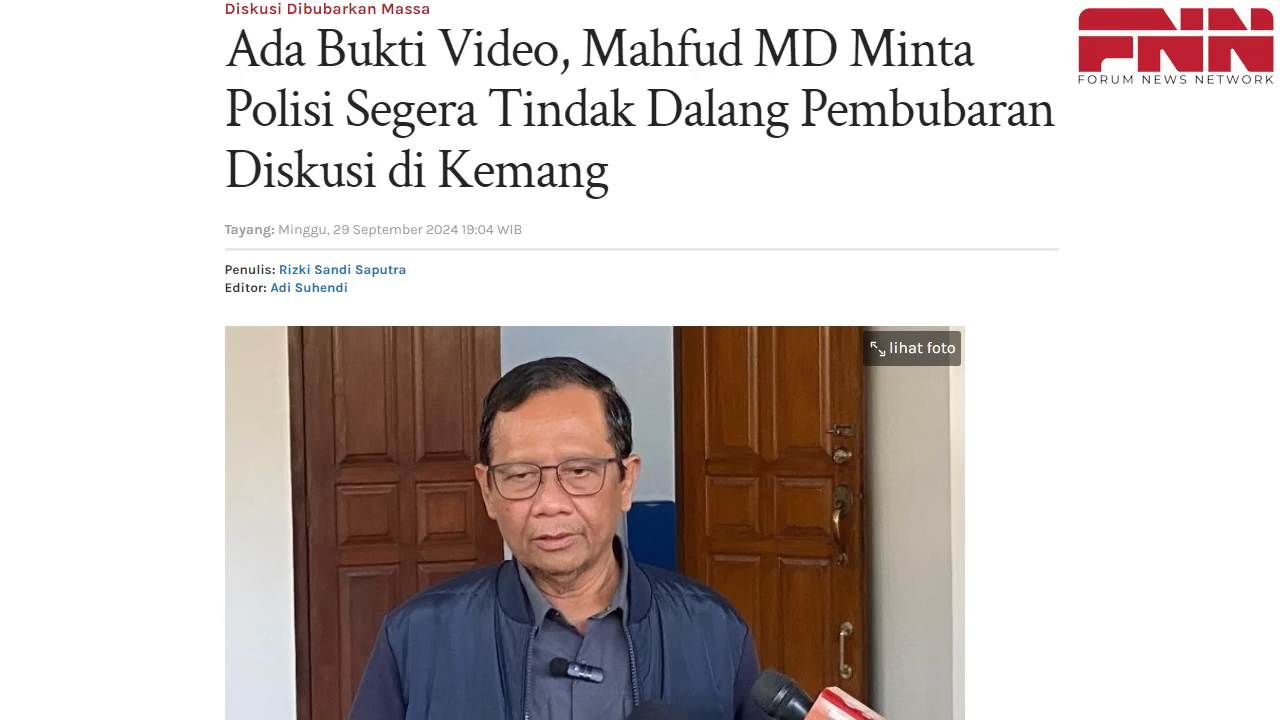 Diskusi Dibubarkan Massa
Ada Bukti Video, Mahfud MD Minta
Polisi Segera Tindak Dalang Pembubaran
Diskusi di Kemang
Tayang: Minggu, 29 September 2024 19:04 WIB
Penulis: Rizki Sandi Saputra
Editor: Adi Suhendi
lihat foto
FNN
FORUM NEWS NETWORK